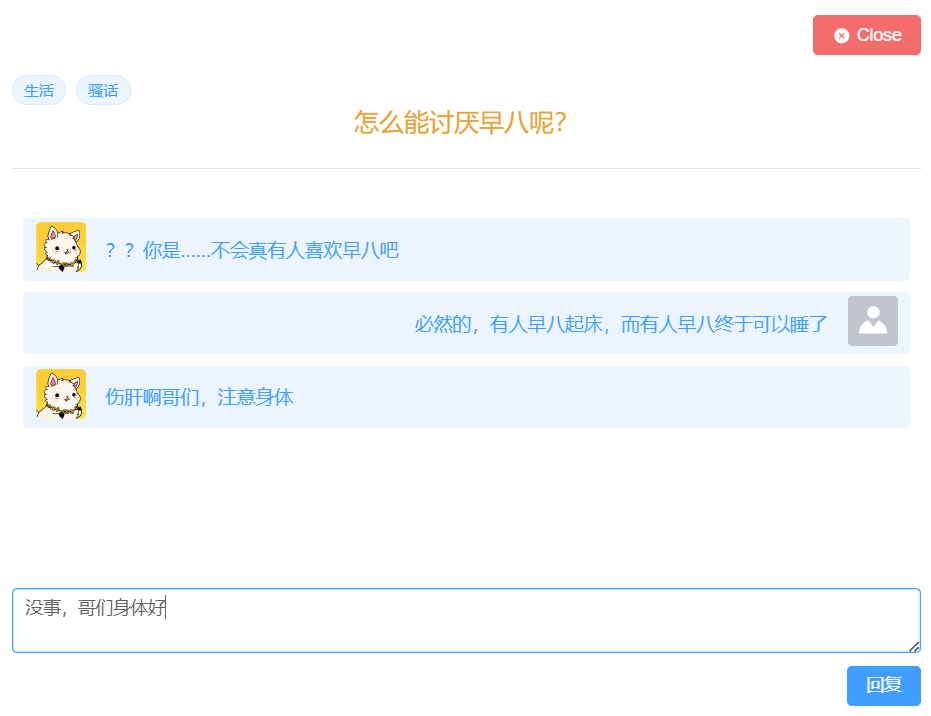 Close
生活 骚话
怎么能讨厌早八呢?
？？你是......不会真有人喜欢早八吧
必然的，有人早八起床，而有人早八终于可以睡了
伤肝啊哥们，注意身体
没事，哥们身体好
回复